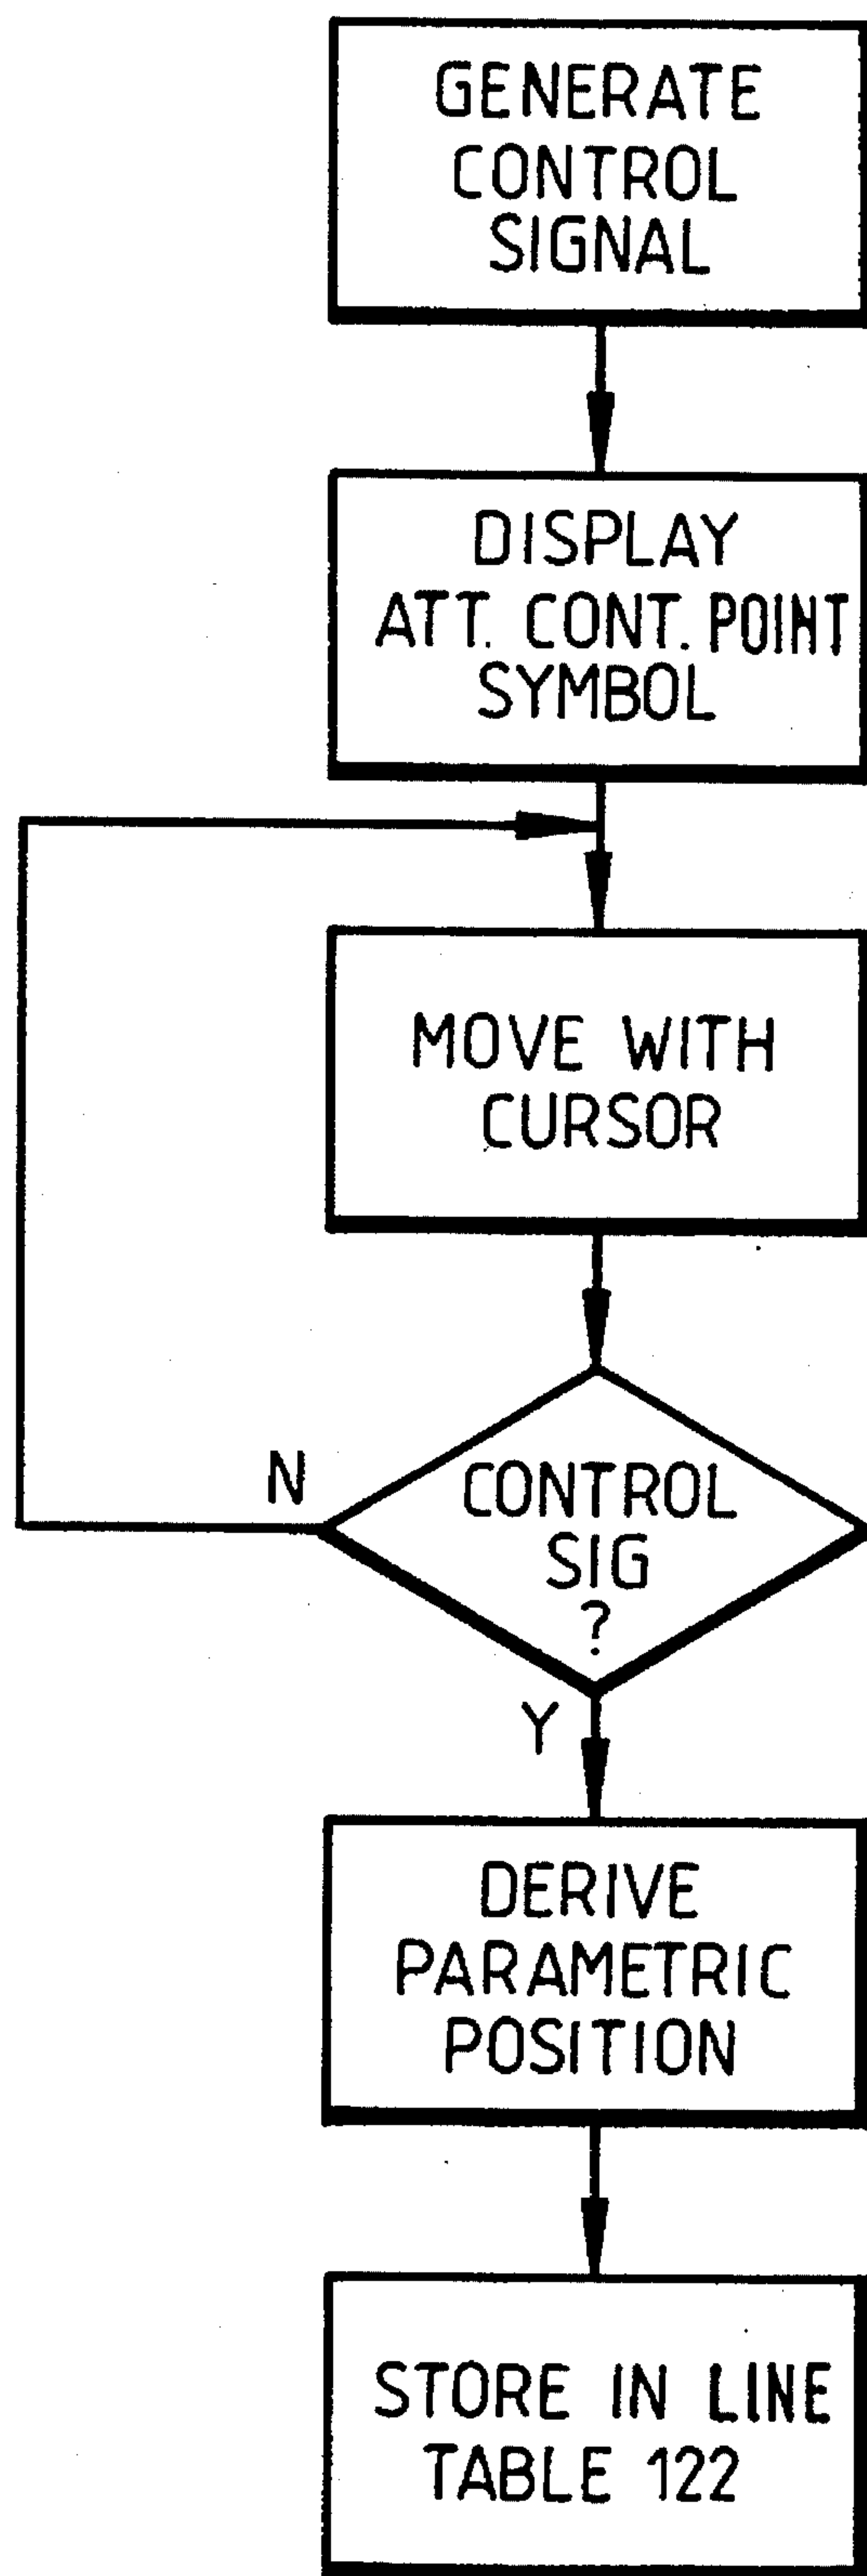 GENERATE
CONTROL
SIGNAL
DISPLAY
ATT. CONT. POINT
SYMBOL
MOVE WITH
CURSOR
N
CONTROL
SIG
?
Y
DERIVE
PARAMETRIC
POSITION
STORE IN LINE
TABLE 122